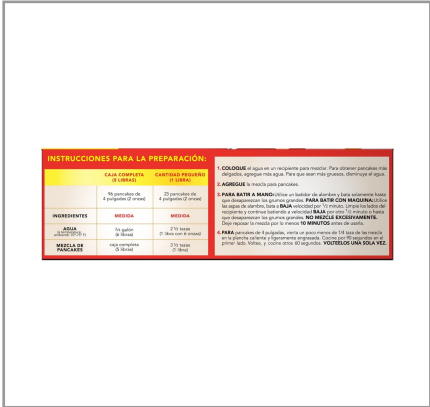 INSTRUCCIONES PARA LA PREPARACIÓN:
CAJA COMPLETA
(5 LIBRAS)
CANTIDAD PEQUEÑO
(1 LIBRA)
96 pancakes de
4 pulgadas (2 onzas)
25 pancakes de
4 pulgadas (2 onzas)
INGREDIENTES
MEDIDA
MEDIDA
AGUA
(6 libras)
2 ½ tazas
(1 libra con 6 onzas)
MEZCLA DE
PANCAKES
caja completa
(5 libras)
3 ½ tazas
(1 libra)
1. COLOQUE el agua en un recipiente para mezclar. Para obtener pancakes más
delgados, agregue más agua. Para que sean más gruesos, disminuya el agua.
2. AGREGUE la mezcla para pancakes.
3. PARA BATIR A MANO: Utilice un batidor de alambre y bata solamente hasta
que desaparezcan los grumos grandes. PARA BATIR CON MAQUINA: Utilice
las aspas de alambre, bata a BAJA velocidad por ½ minuto. Limpie los lados del
recipiente y continúe batiendo a velocidad BAJA por otro ½ minuto o hasta
que desaparezcan los grumos grandes. NO MEZCLE EXCESIVAMENTE.
Deje reposar la mezcla por lo menos 10 MINUTOS antes de usarla.
4. PARA pancakes de 4 pulgadas, vierta un poco menos de 1/4 taza de la mezcla
en la plancha caliente y ligeramente engrasada. Cocine por 90 segundos en el
primer lado. Voltee, y cocine otros 60 segundos. VOLTEELOS UNA SOLA VEZ.